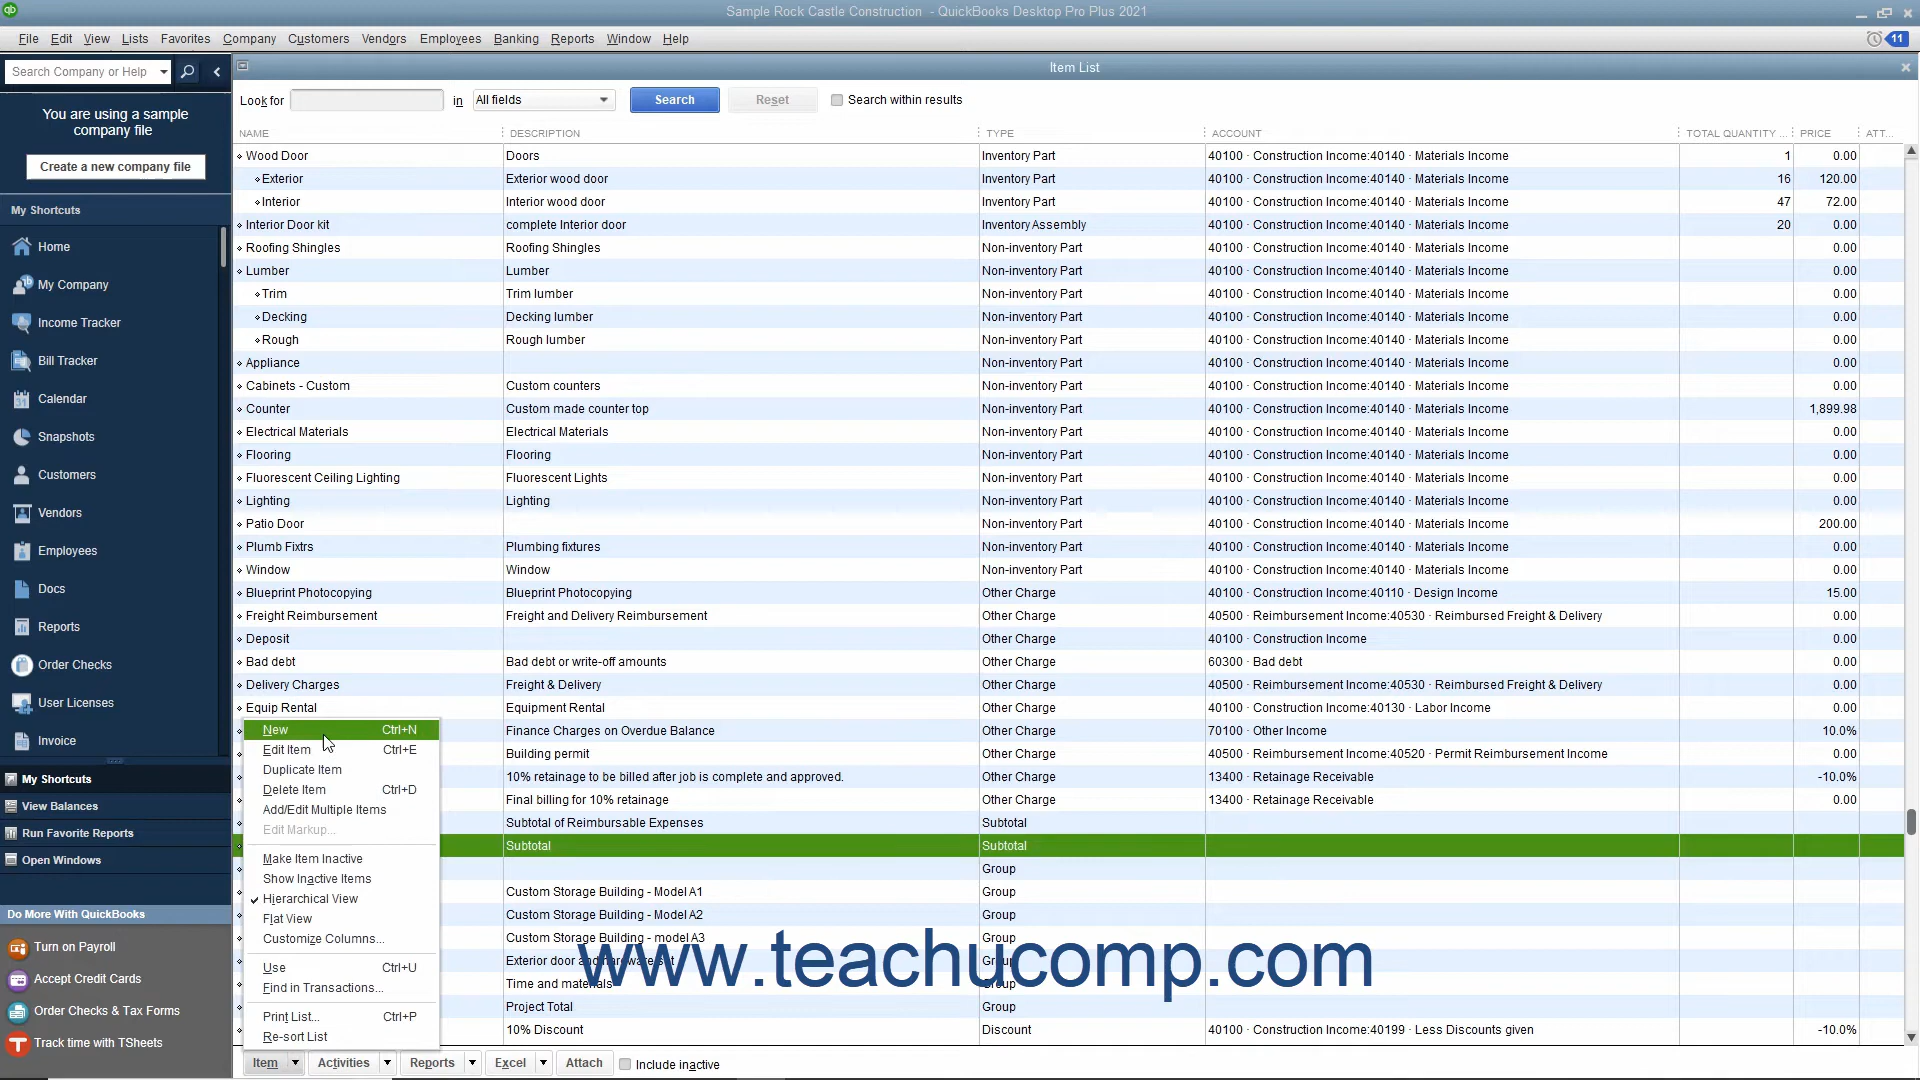 Sample Rock Castle Construction - QuickBooks Desktop Pro Plus 2021
File Edit View Lists Favorites Company Customers Vendors Employees Banking Reports Window Help
11
Search Company or Help
Item List
You are using a sample
company file
Create a new company file
My Shortcuts
Home
My Company
Income Tracker
Bill Tracker
Calendar
Snapshots
Customers
Vendors
Employees
Docs
Reports
Order Checks
User Licenses
Invoice
My Shortcuts
View Balances
Run Favorite Reports
Open Windows
Do More With QuickBooks
Turn on Payroll
Accept Credit Cards
Order Checks & Tax Forms
Track time with TSheets
Look for in All fields Search Reset Search within results
NAME DESCRIPTION TYPE ACCOUNT TOTAL QUANTITY ... PRICE ATT...
Wood Door Doors Inventory Part 40100 · Construction Income:40140 · Materials Income 1 0.00
Exterior Exterior wood door Inventory Part 40100 · Construction Income:40140 · Materials Income 16 120.00
Interior Interior wood door Inventory Part 40100 · Construction Income:40140 · Materials Income 47 72.00
Interior Door kit complete Interior door Inventory Assembly 40100 · Construction Income:40140 · Materials Income 20 0.00
Roofing Shingles Roofing Shingles Non-inventory Part 40100 · Construction Income:40140 · Materials Income 0.00
Lumber Lumber Non-inventory Part 40100 · Construction Income:40140 · Materials Income 0.00
Trim Trim lumber Non-inventory Part 40100 · Construction Income:40140 · Materials Income 0.00
Decking Decking lumber Non-inventory Part 40100 · Construction Income:40140 · Materials Income 0.00
Rough Rough lumber Non-inventory Part 40100 · Construction Income:40140 · Materials Income 0.00
Appliance Non-inventory Part 40100 · Construction Income:40140 · Materials Income 0.00
Cabinets - Custom Custom counters Non-inventory Part 40100 · Construction Income:40140 · Materials Income 0.00
Counter Custom made counter top Non-inventory Part 40100 · Construction Income:40140 · Materials Income 1,899.98
Electrical Materials Electrical Materials Non-inventory Part 40100 · Construction Income:40140 · Materials Income 0.00
Flooring Flooring Non-inventory Part 40100 · Construction Income:40140 · Materials Income 0.00
Fluorescent Ceiling Lighting Fluorescent Lights Non-inventory Part 40100 · Construction Income:40140 · Materials Income 0.00
Lighting Lighting Non-inventory Part 40100 · Construction Income:40140 · Materials Income 0.00
Patio Door Non-inventory Part 40100 · Construction Income:40140 · Materials Income 200.00
Plumb Fixtrs Plumbing fixtures Non-inventory Part 40100 · Construction Income:40140 · Materials Income 0.00
Window Window Non-inventory Part 40100 · Construction Income:40140 · Materials Income 0.00
Blueprint Photocopying Blueprint Photocopying Other Charge 40100 · Construction Income:40110 · Design Income 15.00
Freight Reimbursement Freight and Delivery Reimbursement Other Charge 40500 · Reimbursement Income:40530 · Reimbursed Freight & Delivery 0.00
Deposit Other Charge 40100 · Construction Income 0.00
Bad debt Bad debt or write-off amounts Other Charge 60300 · Bad debt 0.00
Delivery Charges Freight & Delivery Other Charge 40500 · Reimbursement Income:40530 · Reimbursed Freight & Delivery 0.00
Equip Rental Equipment Rental Other Charge 40100 · Construction Income:40130 · Labor Income 0.00
Finance Charges on Overdue Balance Other Charge 70100 · Other Income 10.0%
Building permit Other Charge 40500 · Reimbursement Income:40520 · Permit Reimbursement Income 0.00
10% retainage to be billed after job is complete and approved. Other Charge 13400 · Retainage Receivable -10.0%
Final billing for 10% retainage Other Charge 13400 · Retainage Receivable 0.00
Subtotal of Reimbursable Expenses Subtotal
Subtotal Subtotal
Group
Custom Storage Building - Model A1 Group
Custom Storage Building - Model A2 Group
Custom Storage Building - model A3 Group
Exterior door and hardware set Group
Time and materials Group
Project Total Group
10% Discount Discount 40100 · Construction Income:40199 · Less Discounts given -10.0%
New Ctrl+N
Edit Item Ctrl+E
Duplicate Item
Delete Item Ctrl+D
Add/Edit Multiple Items
Edit Markup...
Make Item Inactive
Show Inactive Items
Hierarchical View
Flat View
Customize Columns...
Use Ctrl+U
Find in Transactions...
Print List... Ctrl+P
Re-sort List
www.teachucomp.com
Item Activities Reports Excel Attach Include inactive